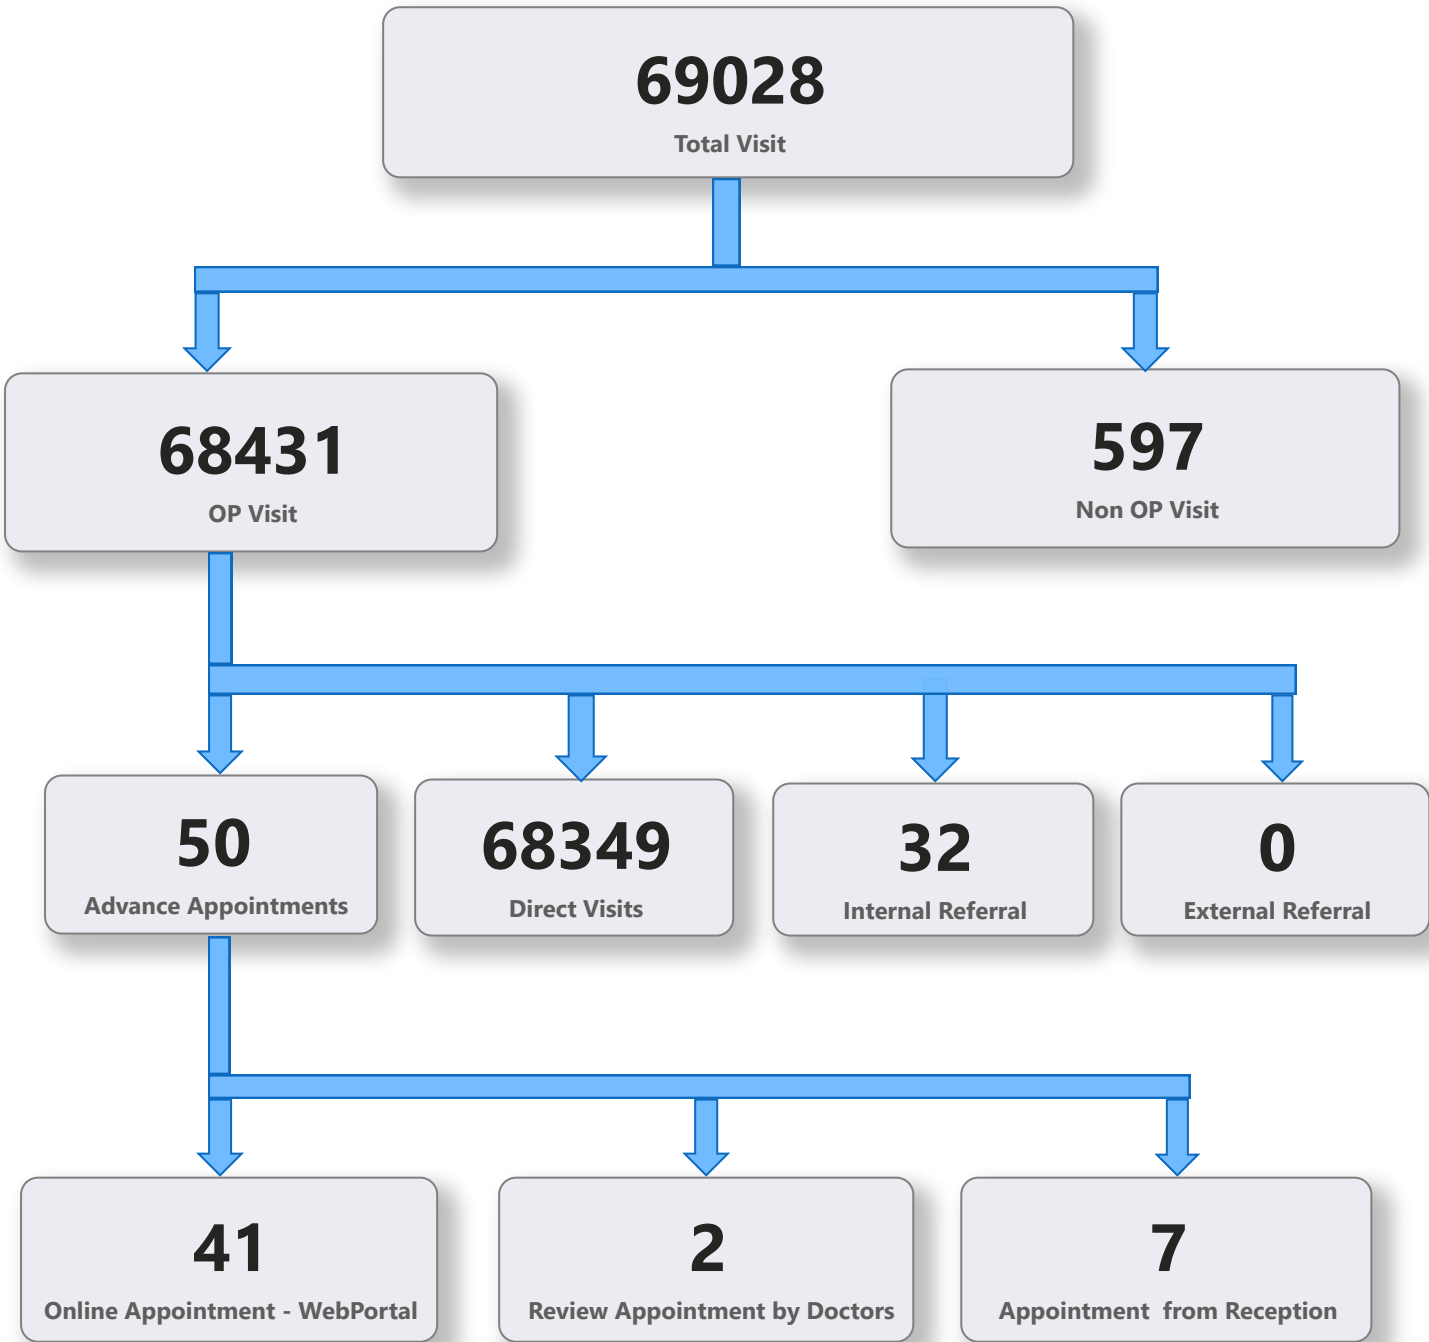 69028
Total Visit
68431
OP Visit
597
Non OP Visit
50
Advance Appointments
68349
Direct Visits
32
Internal Referral
0
External Referral
41
Online Appointment - WebPortal
2
Review Appointment by Doctors
7
Appointment  from Reception